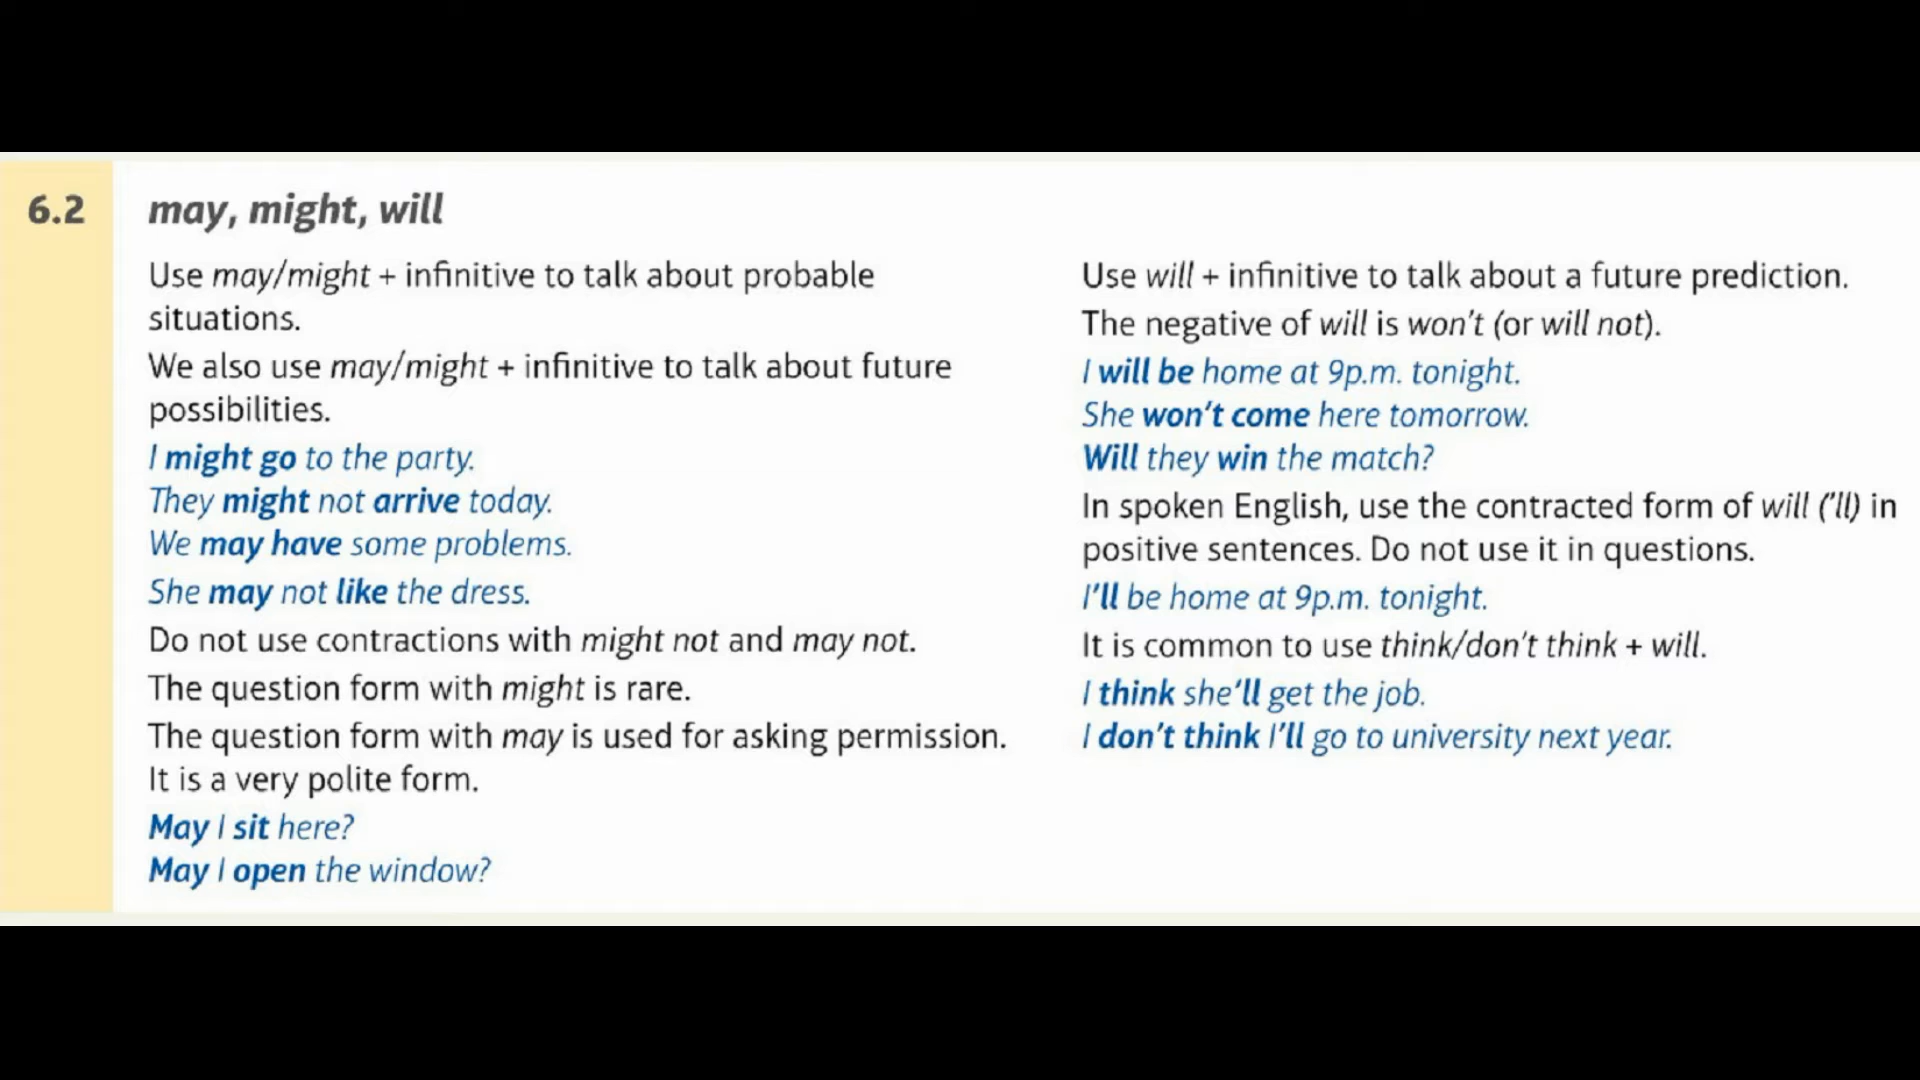 6.2
may, might, will
Use may/might + infinitive to talk about probable
situations.
We also use may/might + infinitive to talk about future
possibilities.
I might go to the party.
They might not arrive today.
We may have some problems.
She may not like the dress.
Do not use contractions with might not and may not.
The question form with might is rare.
The question form with may is used for asking permission.
It is a very polite form.
May I sit here?
May I open the window?
Use will + infinitive to talk about a future prediction.
The negative of will is won't (or will not).
I will be home at 9p.m. tonight.
She won't come here tomorrow.
Will they win the match?
In spoken English, use the contracted form of will ('ll) in
positive sentences. Do not use it in questions.
I'll be home at 9p.m. tonight.
It is common to use think/don't think + will.
I think she'll get the job.
I don't think I'll go to university next year.